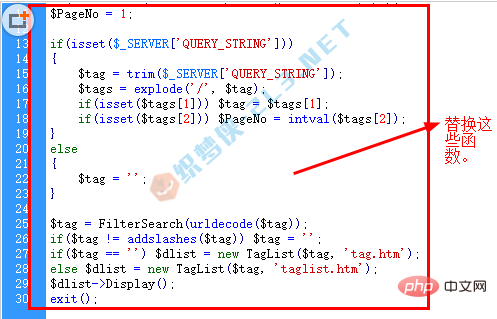 $PageNo = 1;
13 if(isset($_SERVER['QUERY_STRING']))
14 {
15 $tag = trim($_SERVER['QUERY_STRING']);
16 $tags = explode('/', $tag);
17 if(isset($tags[1])) $tag = $tags[1];
18 if(isset($tags[2])) $PageNo = intval($tags[2]);
19 }
20 else
21 {
22 $tag = '';
23 }
24
25 $tag = FilterSearch(urldecode($tag));
26 if($tag != addslashes($tag)) $tag = '';
27 if($tag == '') $dlist = new TagList($tag, 'tag.htm');
28 else $dlist = new TagList($tag, 'taglist.htm');
29 $dlist->Display();
30 exit();
替换这
些函
数。
织梦侠
php 中文网